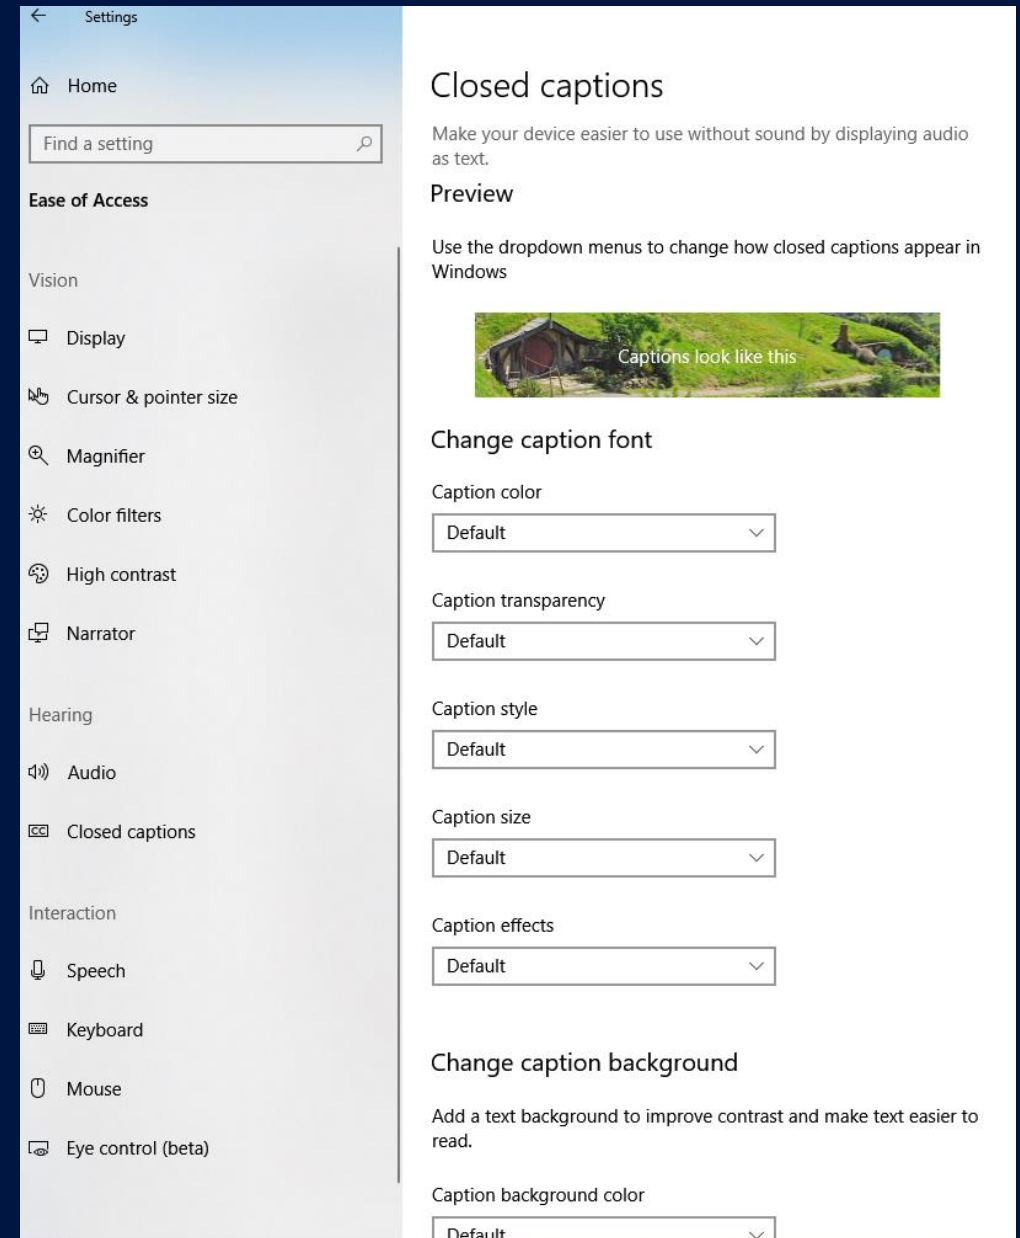 Settings
Home
Find a setting
Ease of Access
Vision
Display
Cursor & pointer size
Magnifier
Color filters
High contrast
Narrator
Hearing
Audio
CC
Closed captions
Interaction
Speech
Keyboard
Mouse
Eye control (beta)
Closed captions
Make your device easier to use without sound by displaying audio
as text.
Preview
Use the dropdown menus to change how closed captions appear in
Windows
Captions look like this
Change caption font
Caption color
Default
Caption transparency
Default
Caption style
Default
Caption size
Default
Caption effects
Default
Change caption background
Add a text background to improve contrast and make text easier to
read.
Caption background color
Default